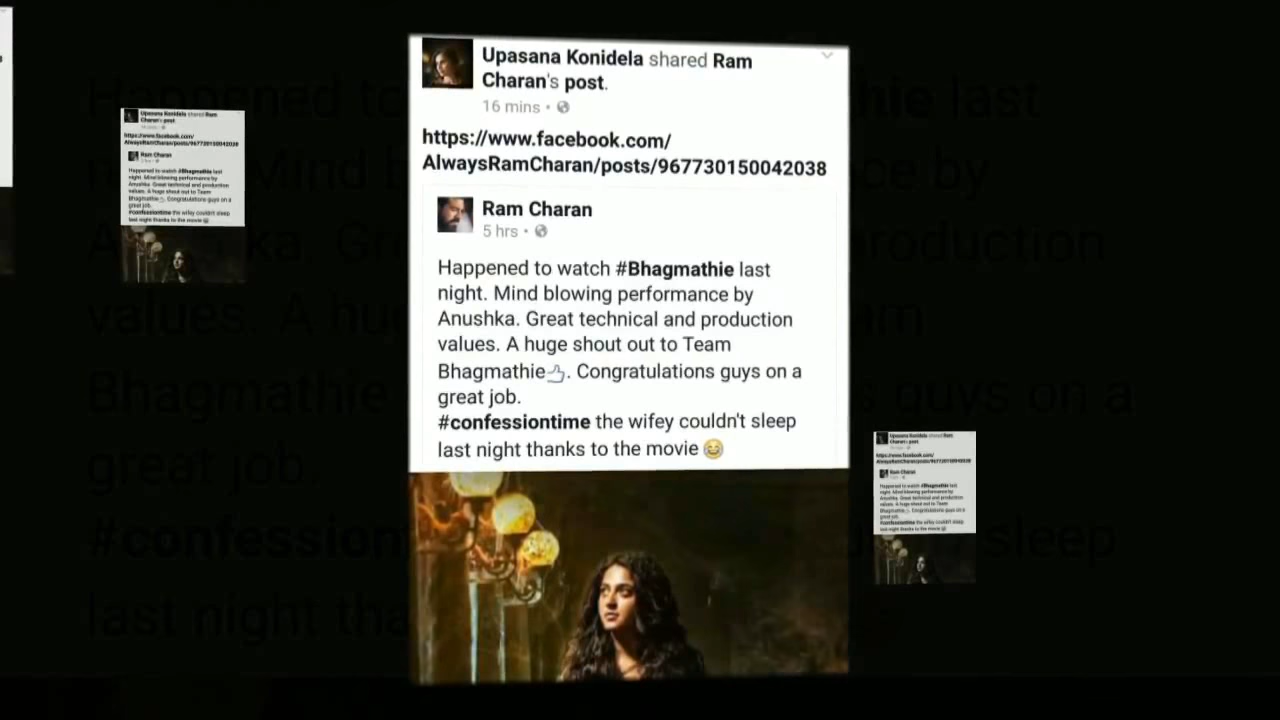 Upasana Konidela shared Ram
Charan's post.
16 mins •
https://www.facebook.com/
AlwaysRamCharan/posts/967730150042038
Ram Charan
5 hrs •
Happened to watch #Bhagmathie last
night. Mind blowing performance by
Anushka. Great technical and production
values. A huge shout out to Team
Bhagmathie👍. Congratulations guys on a
great job.
#confessiontime the wifey couldn't sleep
last night thanks to the movie 😂